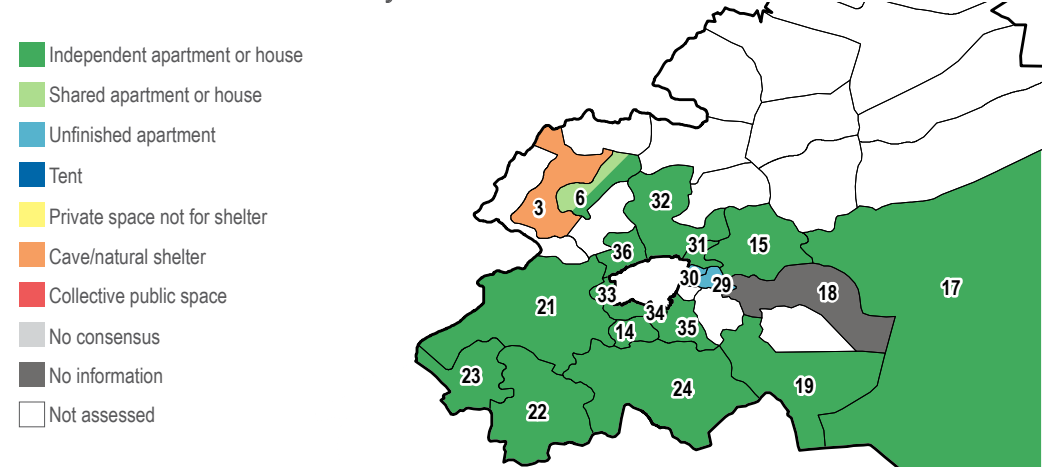 Independent apartment or house
Shared apartment or house
Unfinished apartment
Tent
Private space not for shelter
Cave/natural shelter
Collective public space
No consensus
No information
Not assessed
3
6
32
36
31
15
30
29
17
33
18
21
34
14
35
23
24
19
22